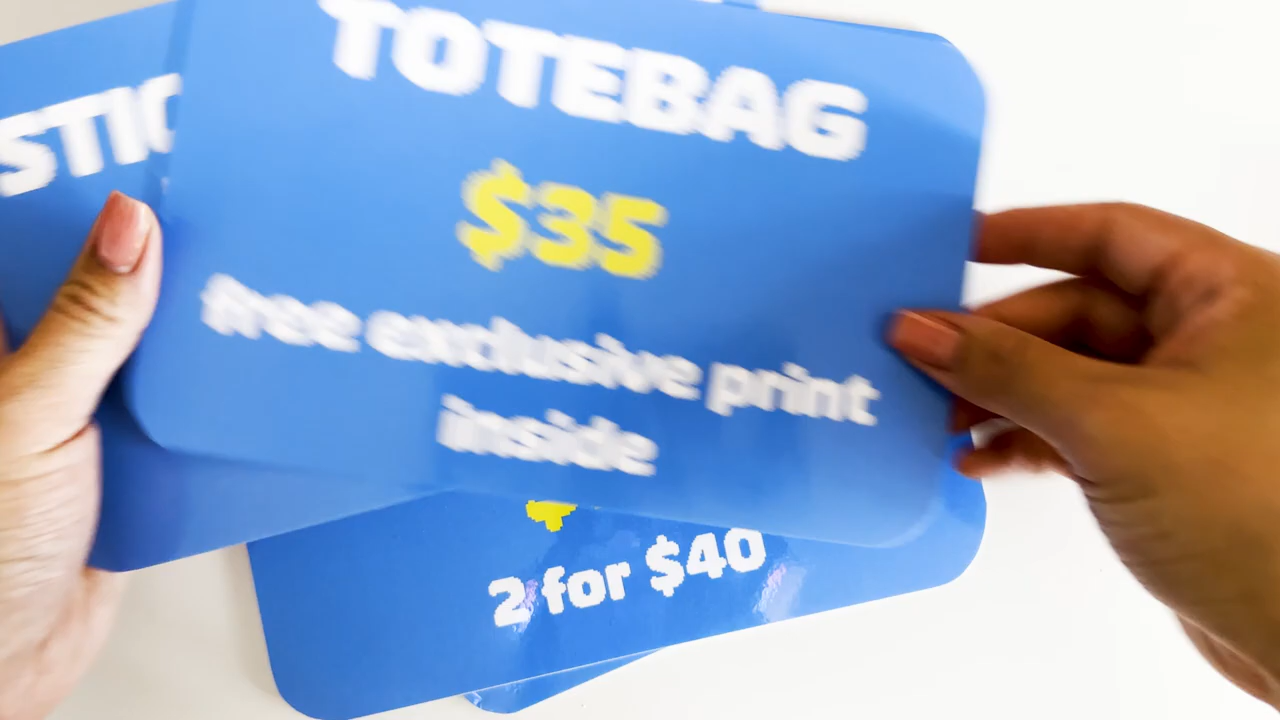 TOTEBAG
$35
free exclusive print
inside
STIC
2 for $40